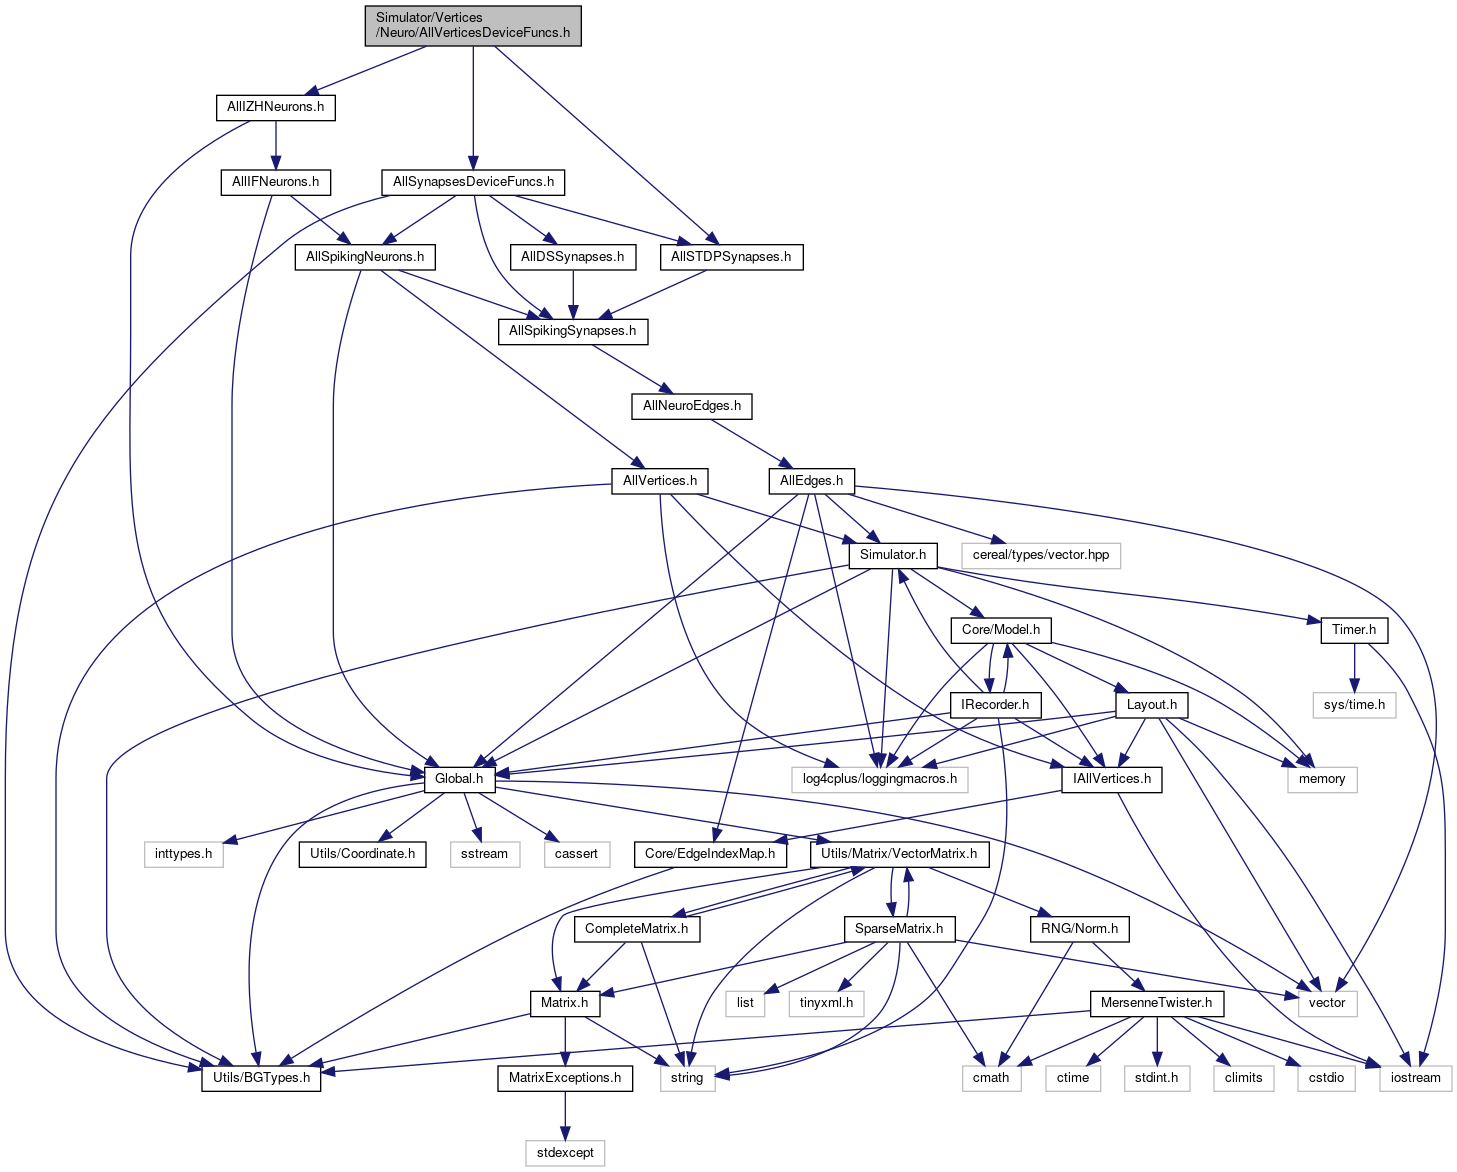 Simulator/Vertices
/Neuro/AllVerticesDeviceFuncs.h
AllIZHNeurons.h
AllIFNeurons.h
AllSynapsesDeviceFuncs.h
AllSpikingNeurons.h
AllDSSynapses.h
AllSTDPSynapses.h
AllSpikingSynapses.h
AllNeuroEdges.h
AllVertices.h
AllEdges.h
Simulator.h
cereal/types/vector.hpp
Core/Model.h
Timer.h
IRecorder.h
Layout.h
sys/time.h
Global.h
log4cplus/loggingmacros.h
IAllVertices.h
memory
inttypes.h
Utils/Coordinate.h
sstream
cassert
Core/EdgeIndexMap.h
Utils/Matrix/VectorMatrix.h
CompleteMatrix.h
SparseMatrix.h
RNG/Norm.h
Matrix.h
list
tinyxml.h
MersenneTwister.h
vector
Utils/BGTypes.h
MatrixExceptions.h
string
cmath
ctime
stdint.h
climits
cstdio
iostream
stdexcept